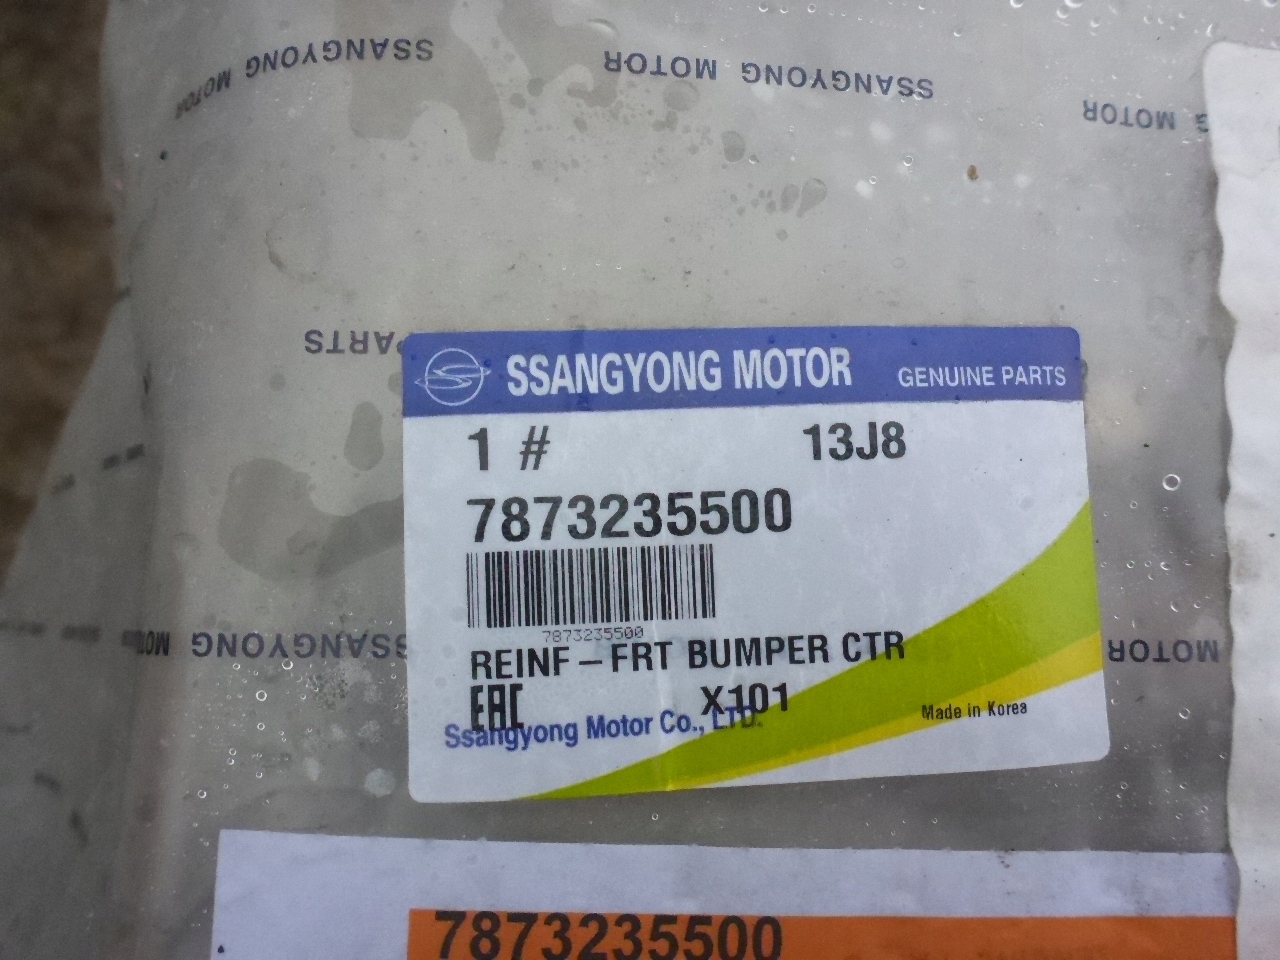 SSANGYONG MOTOR
SSANGYONG MOTOR
MOTOR
PARTS
SSANGYONG MOTOR GENUINE PARTS
1 # 13J8
7873235500
7873235500
SSANGYONG
MOTOR
REINF-FRT BUMPER CTR
EAC X101
Ssangyong Motor Co., LTD.
Made in Korea
7873235500